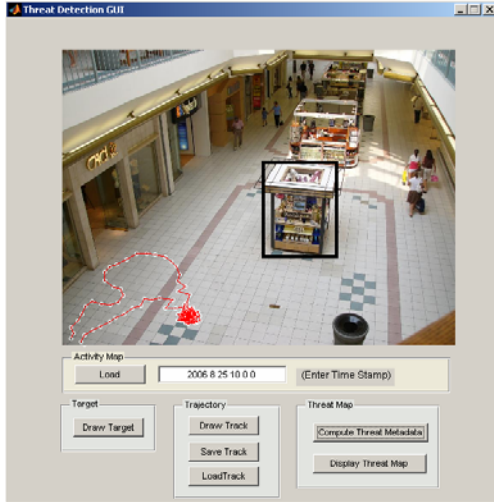 Threat Detection GUI
CACHE
Activity Map
Load
2006 8 25 10 0 0
(Enter Time Stamp)
Target
Draw Target
Trajectory
Draw Track
Save Track
LoadTrack
Threat Map
Compute Threat Metadata
Display Threat Map